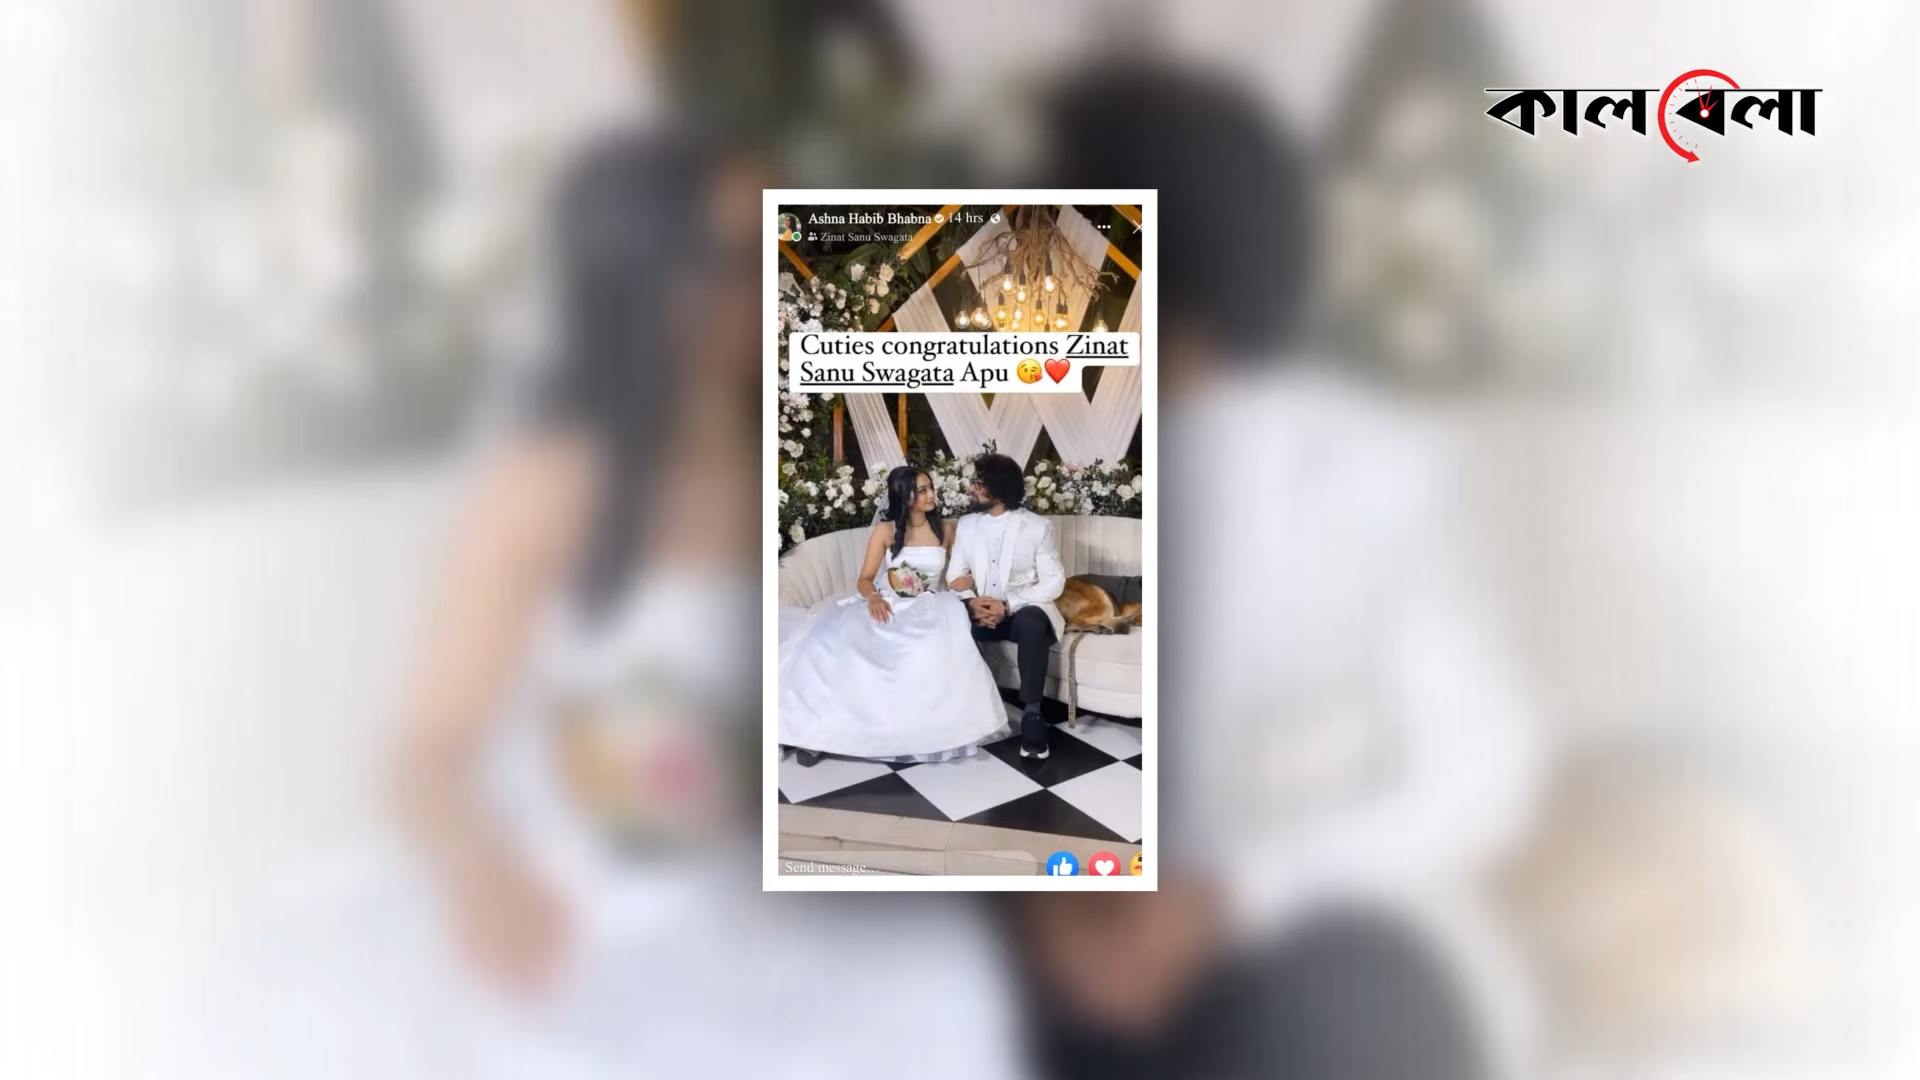 কালবেলা
Ashna Habib Bhabna 14 hrs
Zinat Sanu Swagata
Cuties congratulations Zinat
Sanu Swagata Apu 😘❤️
Send message...